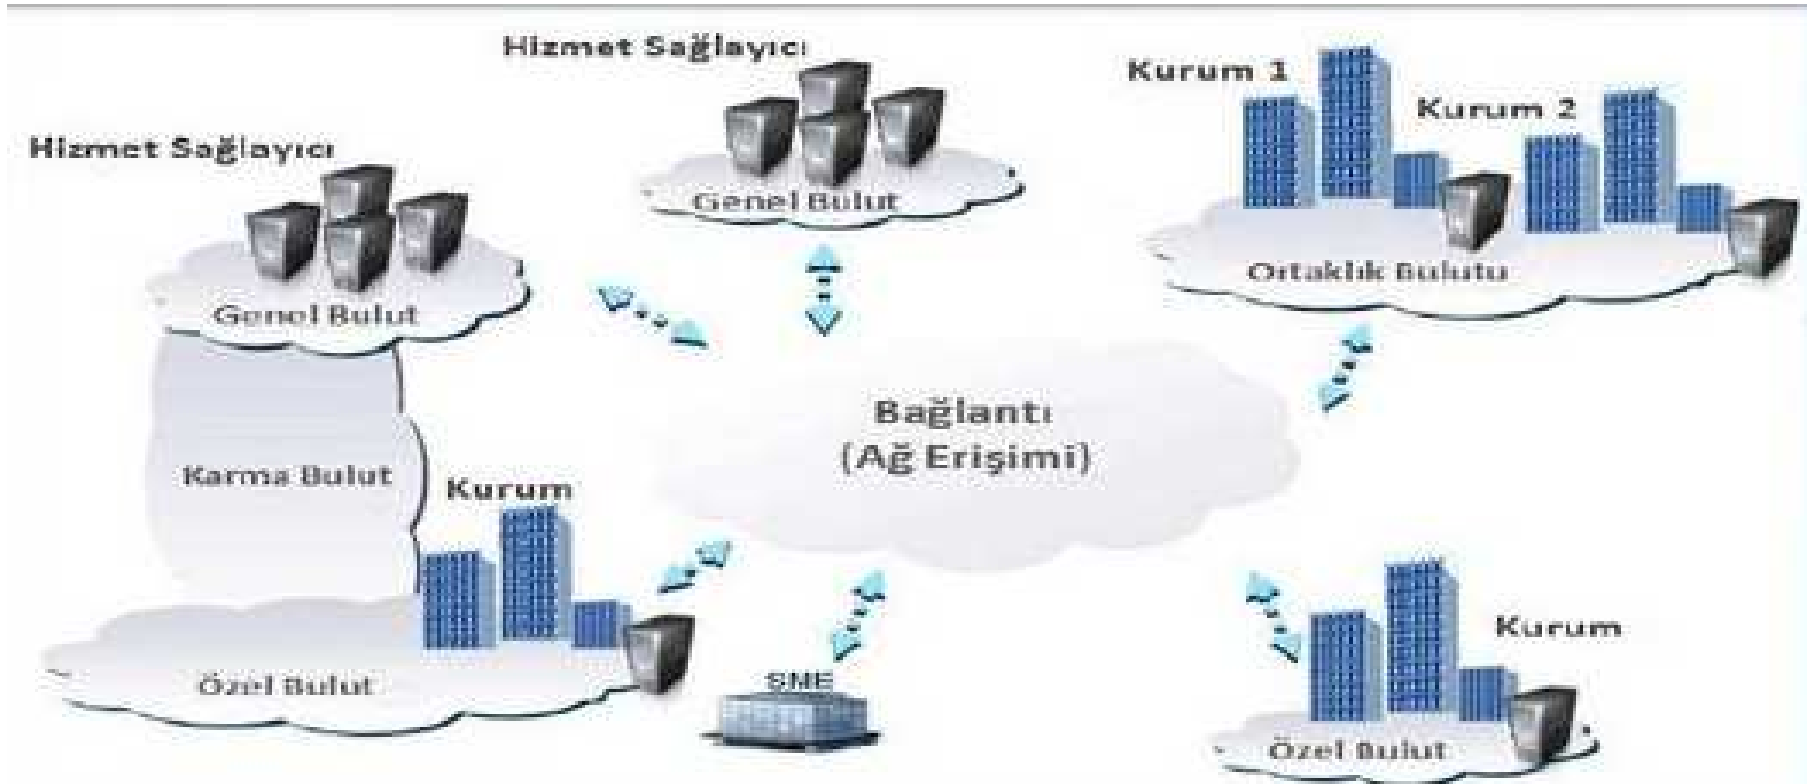 Hizmet Sağlayıcı
Kurum 1
Kurum 2
Hizmet Sağlayıcı
Genel Bulut
Ortaklık Bulutu
Genel Bulut
Bağlantı
(Ağ Erişimi)
Karma Bulut
Kurum
Kurum
SME
Özel Bulut
Özel Bulut